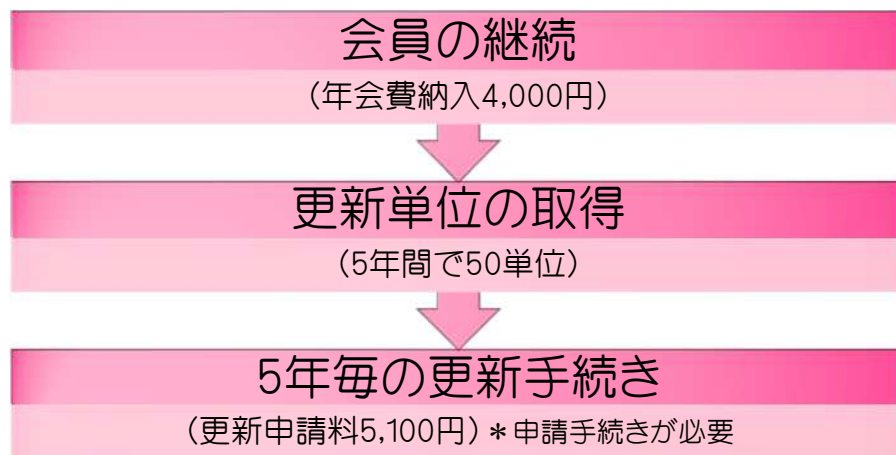 会員の継続
（年会費納入4,000円）
更新単位の取得
（5年間で50単位）
5年毎の更新手続き
（更新申請料5,100円）＊申請手続きが必要